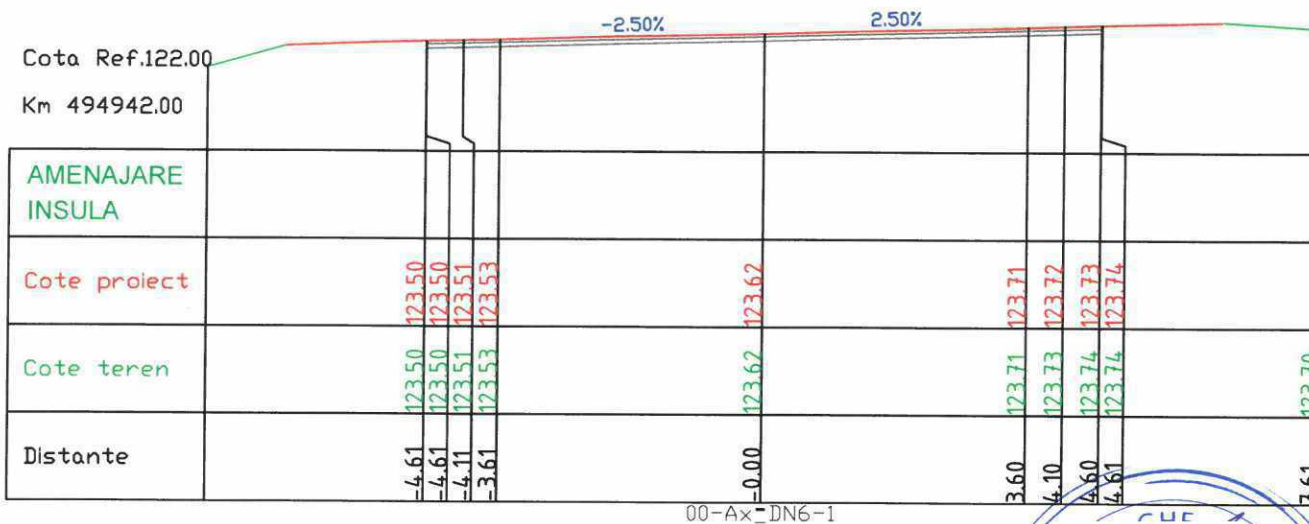 -2.50% 2.50%
Cota Ref.122.00
Km 494942.00
AMENAJARE
INSULA
Cote proiect 123.50 123.50 123.51 123.53 123.62 123.71 123.72 123.73 123.74
Cote teren 123.50 123.50 123.51 123.53 123.62 123.71 123.73 123.74 123.74
Distante -4.61 -4.61 -4.11 -3.61 -0.00 3.60 4.10 4.60 4.61 7.61
00-Ax_DN6-1